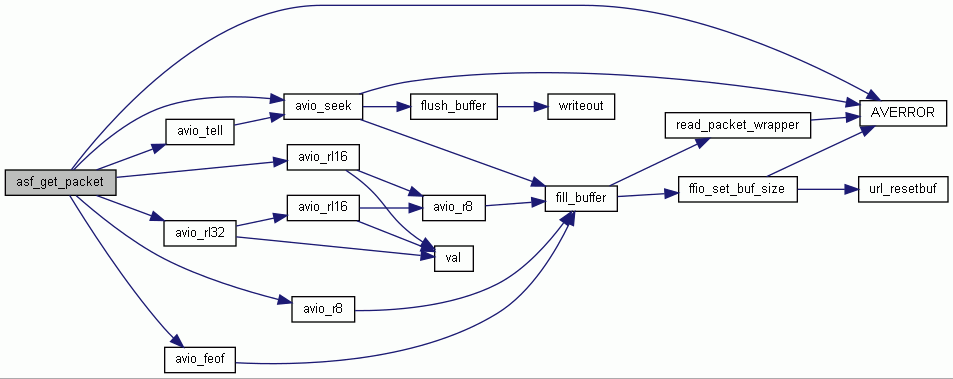 asf_get_packet
avio_tell
avio_rl32
avio_feof
avio_seek
avio_rl16
avio_rl16
avio_r8
flush_buffer
avio_r8
val
writeout
fill_buffer
read_packet_wrapper
ffio_set_buf_size
AVERROR
url_resetbuf